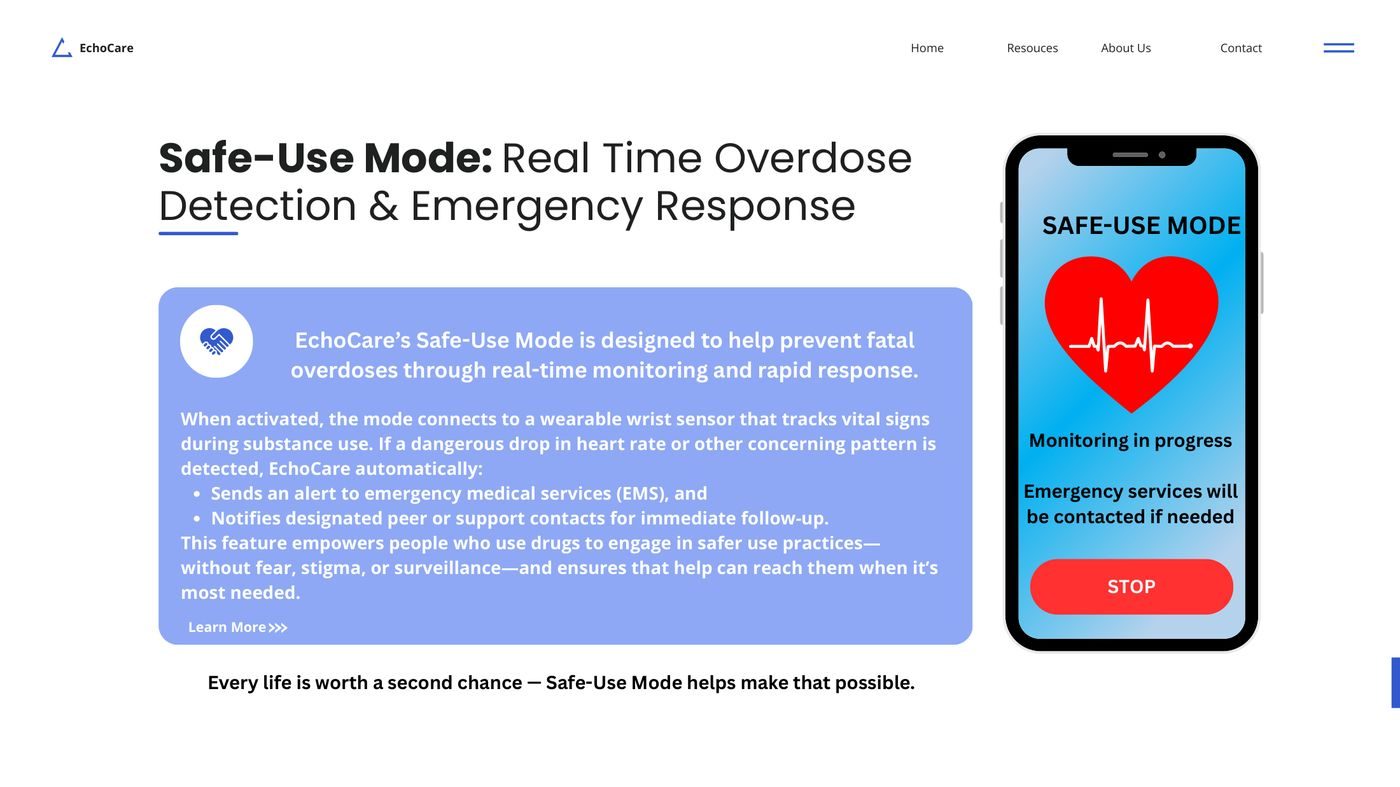 EchoCare
Home
Resouces
About Us
Contact
Safe-Use Mode: Real Time Overdose
Detection & Emergency Response
EchoCare’s Safe-Use Mode is designed to help prevent fatal
overdoses through real-time monitoring and rapid response.
When activated, the mode connects to a wearable wrist sensor that tracks vital signs
during substance use. If a dangerous drop in heart rate or other concerning pattern is
detected, EchoCare automatically:
• Sends an alert to emergency medical services (EMS), and
• Notifies designated peer or support contacts for immediate follow-up.
This feature empowers people who use drugs to engage in safer use practices—
without fear, stigma, or surveillance—and ensures that help can reach them when it’s
most needed.
Learn More
Every life is worth a second chance — Safe-Use Mode helps make that possible.
SAFE-USE MODE
Monitoring in progress
Emergency services will
be contacted if needed
STOP